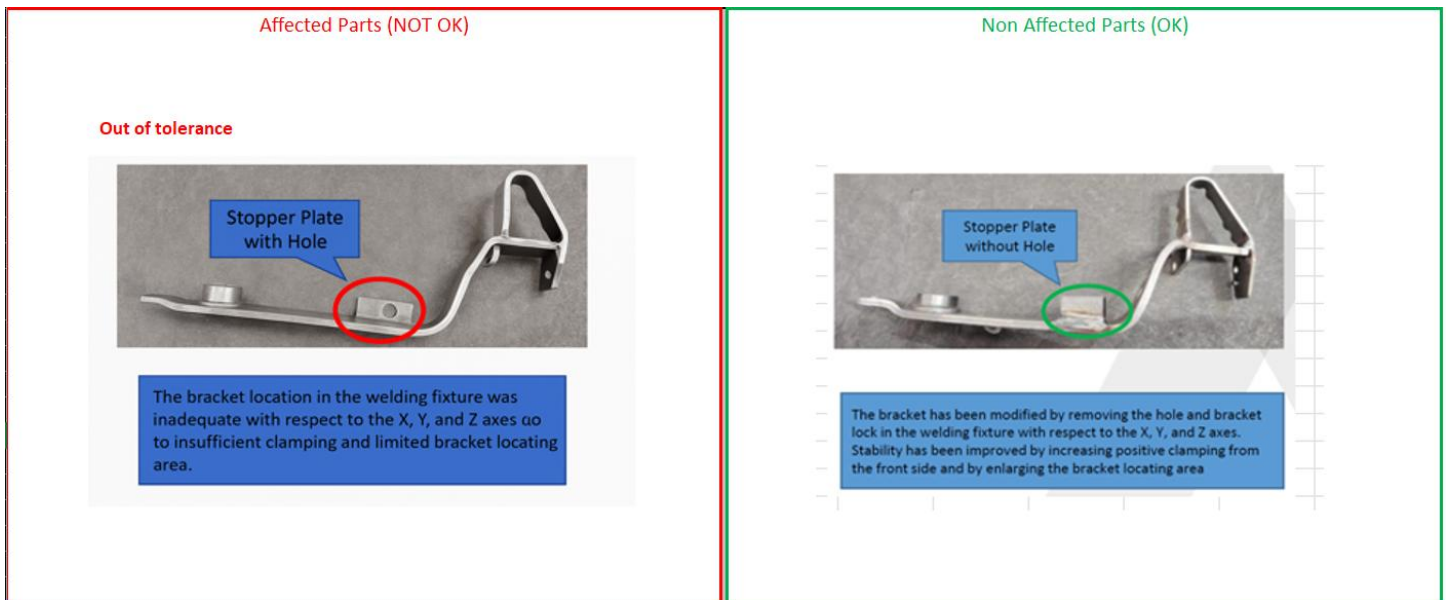 Affected Parts (NOT OK)
Out of tolerance
Stopper Plate
with Hole
The bracket location in the welding fixture was
inadequate with respect to the X, Y, and Z axes αo
to insufficient clamping and limited bracket locating
area.
Non Affected Parts (OK)
Stopper Plate
without Hole
The bracket has been modified by removing the hole and bracket
lock in the welding fixture with respect to the X, Y, and Z axes.
Stability has been improved by increasing positive clamping from
the front side and by enlarging the bracket locating area